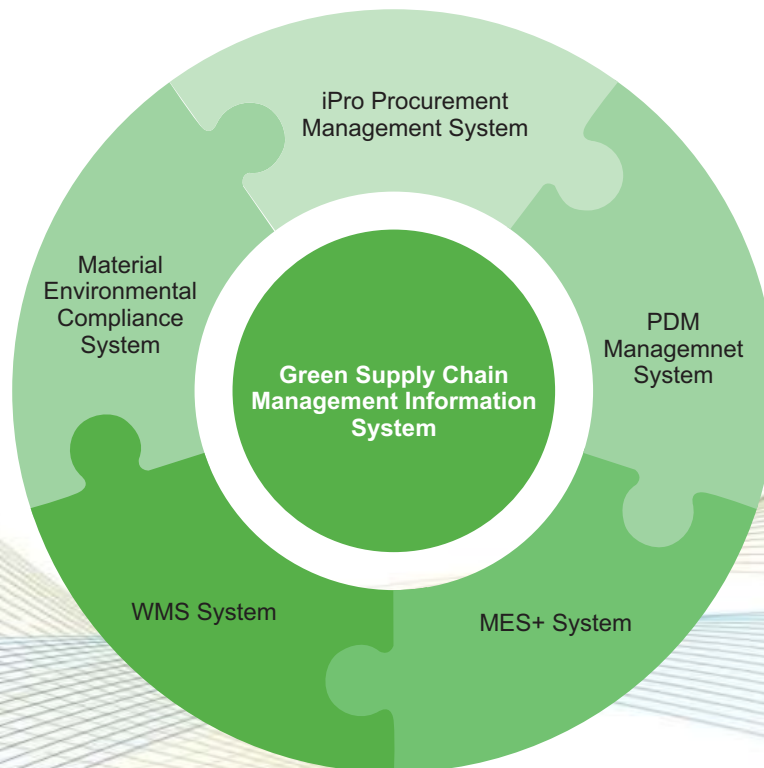 iPro Procurement
Management System
Material
Environmental
Compliance
System
PDM
Managemnet
System
Green Supply Chain
Management Information
System
WMS System
MES+ System